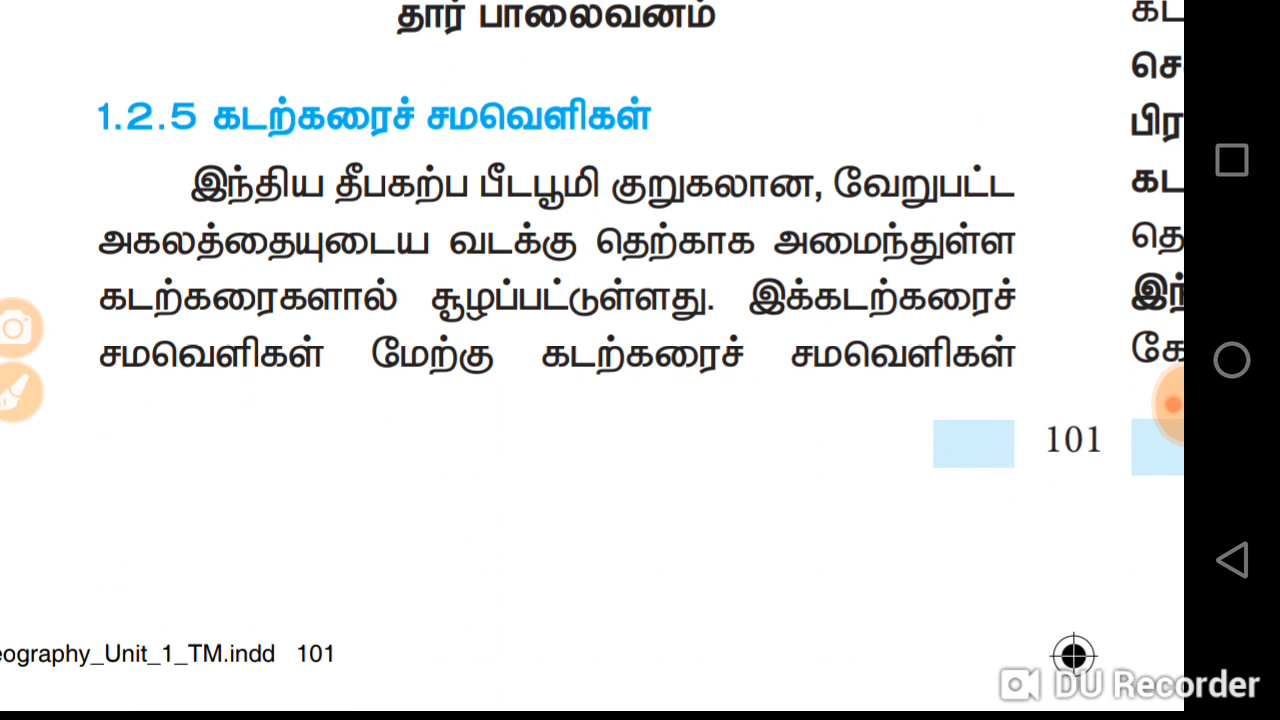 தார் பாலைவனம்
1.2.5 கடற்கரைச் சமவெளிகள்
இந்திய தீபகற்ப பீடபூமி குறுகலான, வேறுபட்ட
அகலத்தையுடைய வடக்கு தெற்காக அமைந்துள்ள
கடற்கரைகளால் சூழப்பட்டுள்ளது. இக்கடற்கரைச்
சமவெளிகள் மேற்கு கடற்கரைச் சமவெளிகள்
101
eography_Unit_1_TM.indd 101
DU Recorder